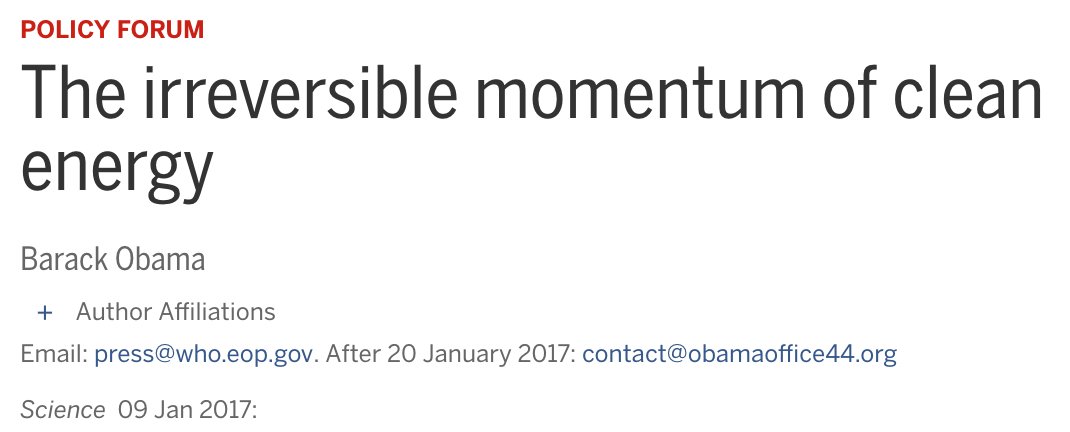 POLICY FORUM
The irreversible momentum of clean
energy
Barack Obama
+ Author Affiliations
Email: press@who.eop.gov. After 20 January 2017: contact@obamaoffice44.org
Science 09 Jan 2017: